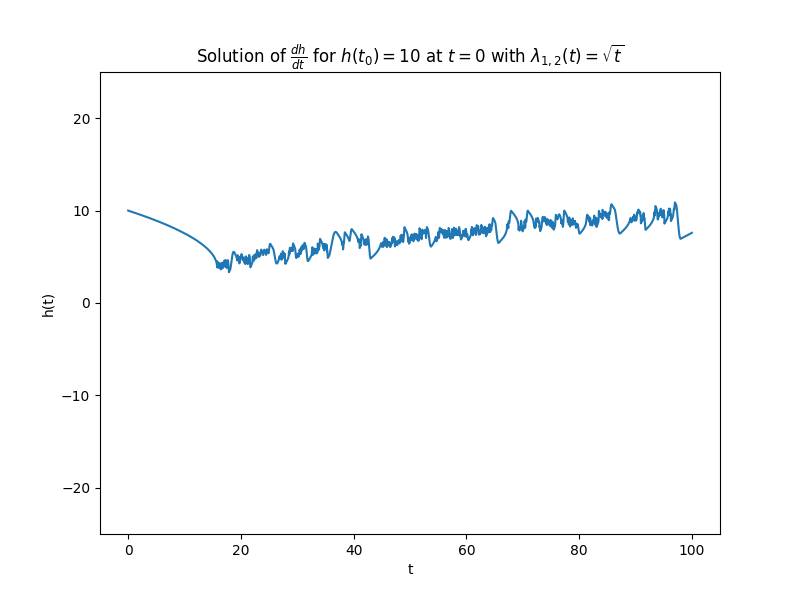 Solution of $\frac{dh}{dt}$ for $h(t_0) = 10$ at $t = 0$ with $\lambda_{1,2}(t) = \sqrt{t}$
20
10
0
−10
−20
h(t)
0 20 40 60 80 100
t